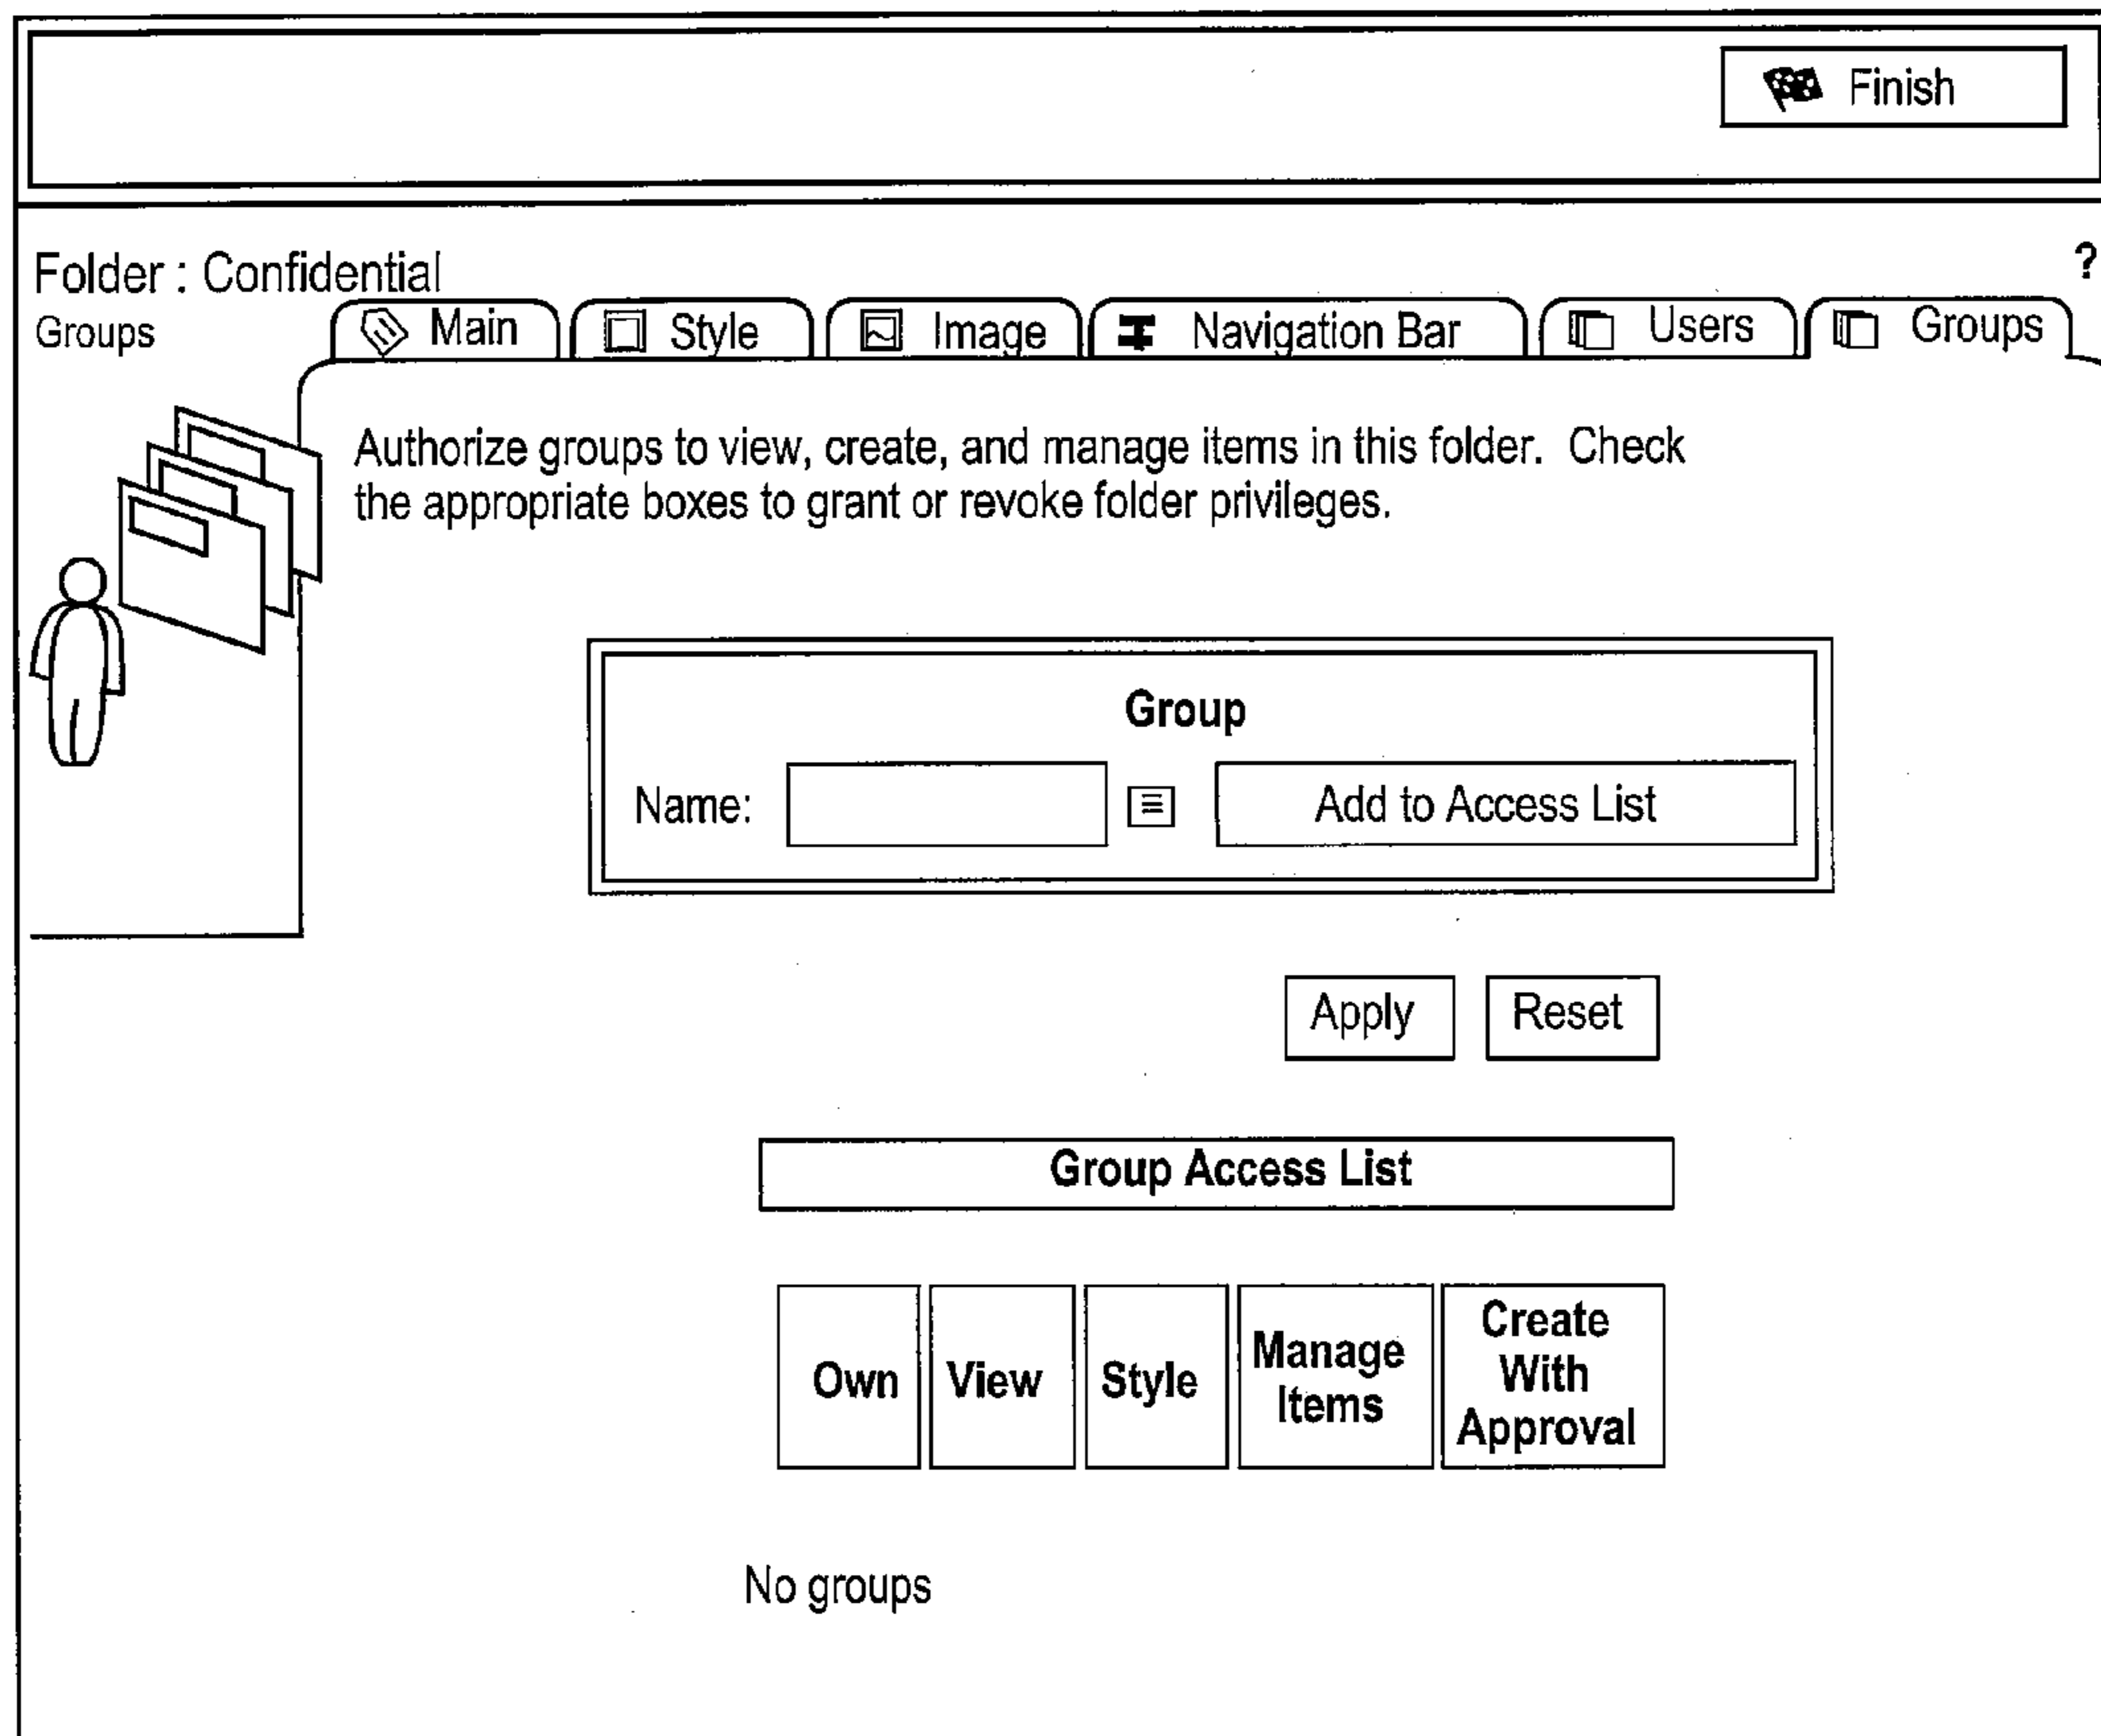 Finish
Folder : Confidential
?
Groups
Main
Style
Image
Navigation Bar
Users
Groups
Authorize groups to view, create, and manage items in this folder. Check
the appropriate boxes to grant or revoke folder privileges.
Group
Name:
Add to Access List
Apply
Reset
Group Access List
Own
View
Style
Manage
Items
Create
With
Approval
No groups